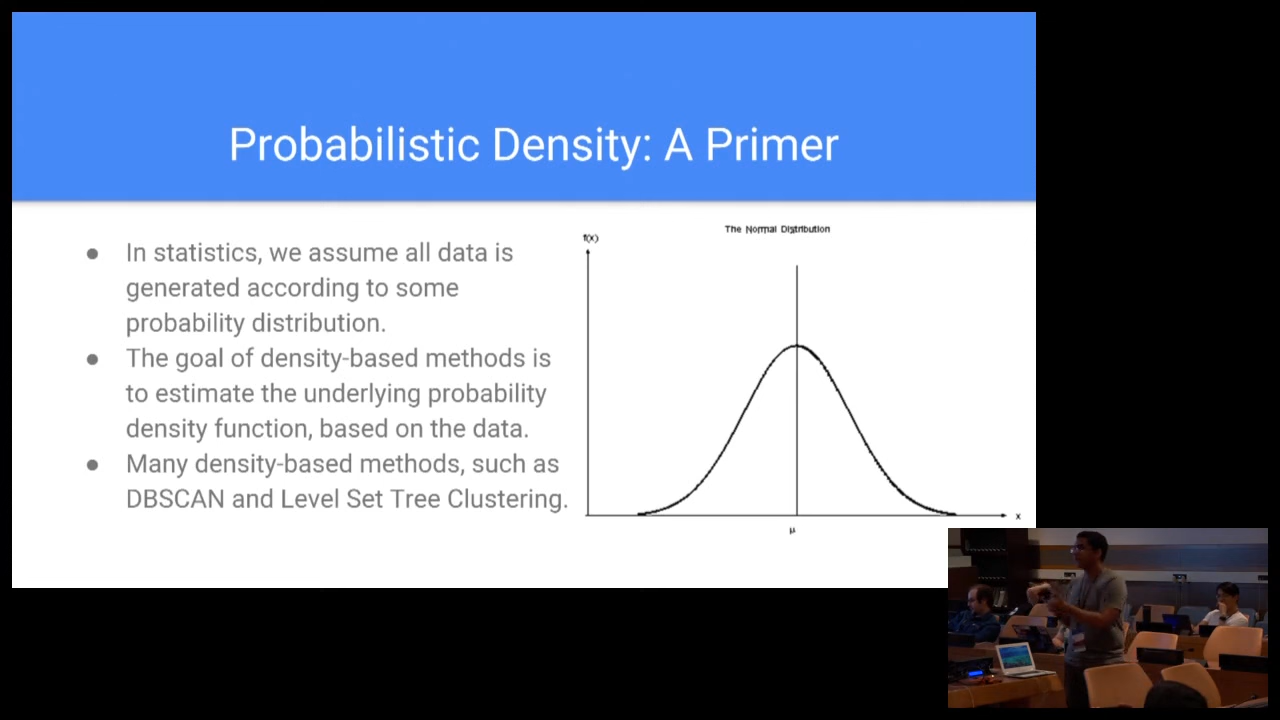 Probabilistic Density: A Primer
● In statistics, we assume all data is
generated according to some
probability distribution.
● The goal of density-based methods is
to estimate the underlying probability
density function, based on the data.
● Many density-based methods, such as
DBSCAN and Level Set Tree Clustering.
The Normal Distribution
f(x)
x
μ